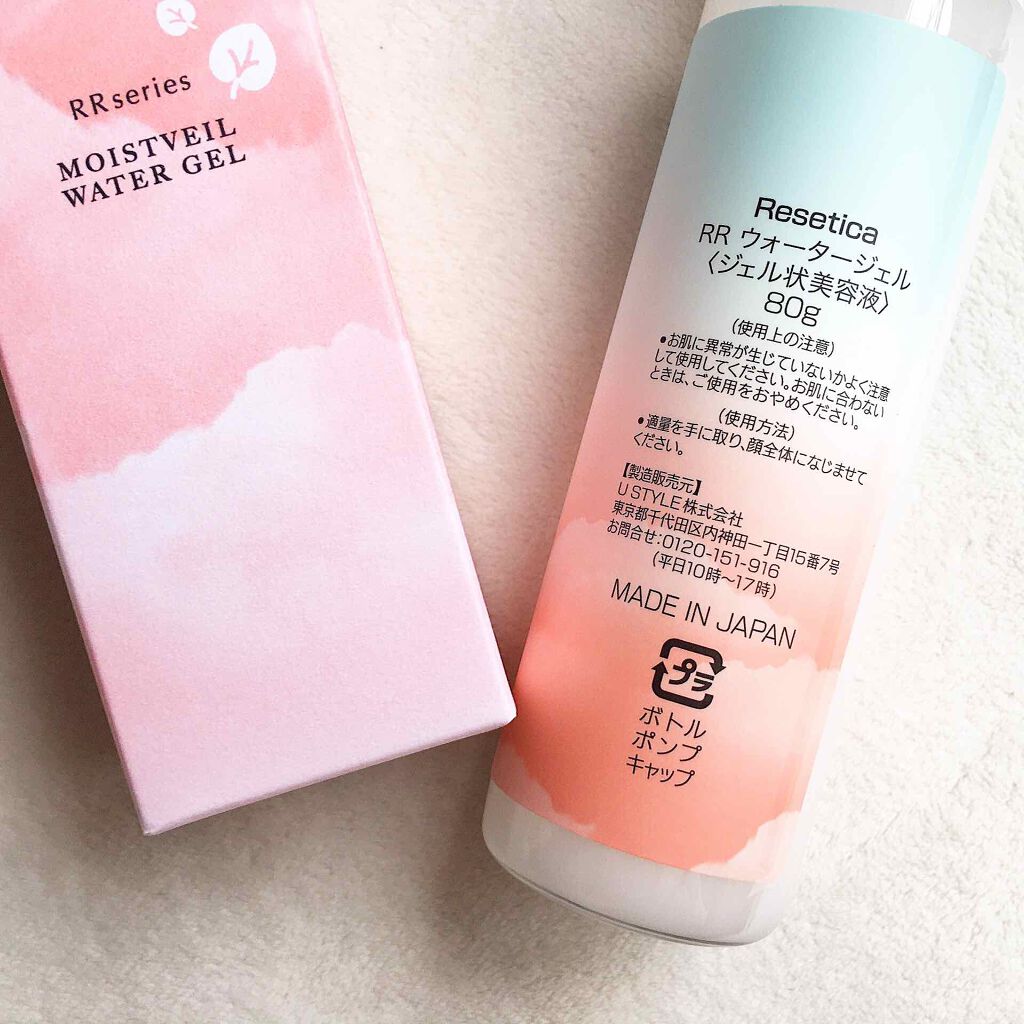 RRseries
MOISTVEIL
WATER GEL
Resetica
RR ウォータージェル
〈ジェル状美容液〉
80g
(使用上の注意)
●お肌に異常が生じていないかよく注意
して使用してください。お肌に合わない
ときは、ご使用をおやめください。
(使用方法)
●適量を手に取り、顔全体になじませて
ください。
【製造販売元】
U STYLE株式会社
東京都千代田区内神田一丁目15番7号
お問合せ:0120-151-916
(平日10時～17時)
MADE IN JAPAN
プラ
ボトル
ポンプ
キャップ